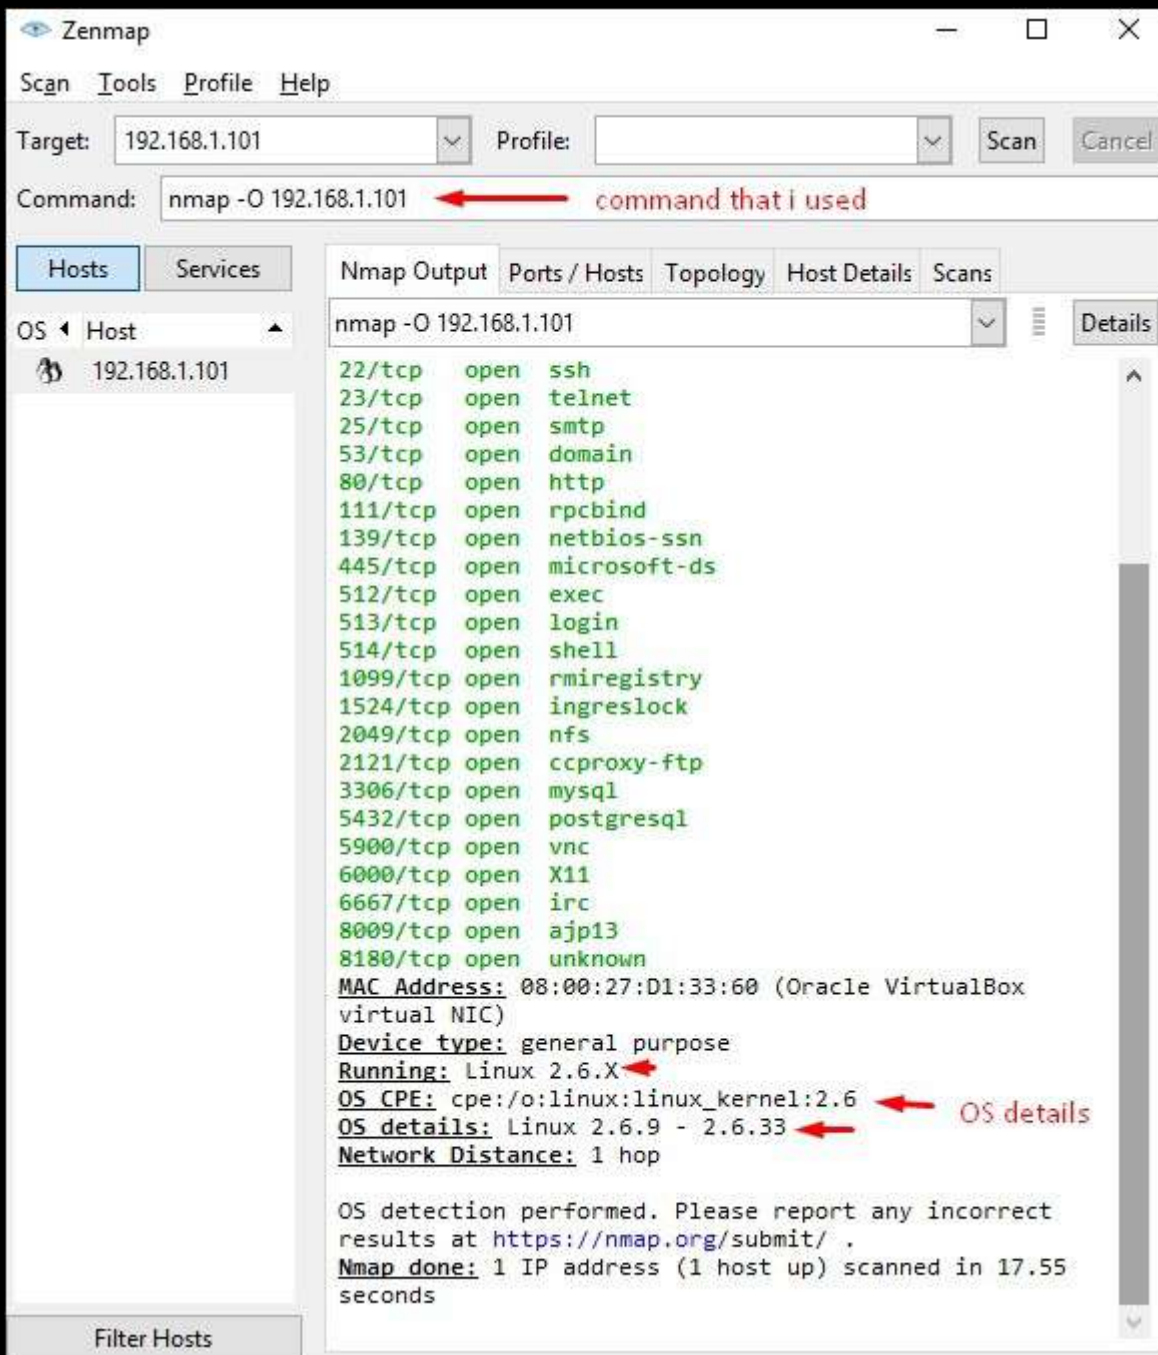 Zenmap
Scan Tools Profile Help
Target: 192.168.1.101 Profile: Scan Cancel
Command: nmap -O 192.168.1.101 command that i used
Hosts Services
Nmap Output Ports / Hosts Topology Host Details Scans
OS Host
nmap -O 192.168.1.101 Details
192.168.1.101
22/tcp open ssh
23/tcp open telnet
25/tcp open smtp
53/tcp open domain
80/tcp open http
111/tcp open rpcbind
139/tcp open netbios-ssn
445/tcp open microsoft-ds
512/tcp open exec
513/tcp open login
514/tcp open shell
1099/tcp open rmiregistry
1524/tcp open ingreslock
2049/tcp open nfs
2121/tcp open ccproxy-ftp
3306/tcp open mysql
5432/tcp open postgresql
5900/tcp open vnc
6000/tcp open X11
6667/tcp open irc
8009/tcp open ajp13
8180/tcp open unknown
MAC Address: 08:00:27:D1:33:60 (Oracle VirtualBox
virtual NIC)
Device type: general purpose
Running: Linux 2.6.X
OS CPE: cpe:/o:linux:linux_kernel:2.6
OS details
OS details: Linux 2.6.9 - 2.6.33
Network Distance: 1 hop
OS detection performed. Please report any incorrect
results at https://nmap.org/submit/ .
Nmap done: 1 IP address (1 host up) scanned in 17.55
seconds
Filter Hosts